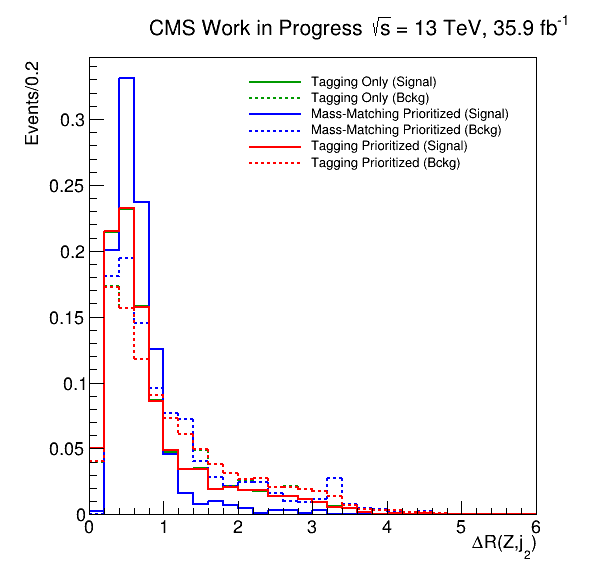 CMS Work in Progress √s = 13 TeV, 35.9 fb⁻¹
Events/0.2
Tagging Only (Signal)
Tagging Only (Bckg)
Mass-Matching Prioritized (Signal)
Mass-Matching Prioritized (Bckg)
Tagging Prioritized (Signal)
Tagging Prioritized (Bckg)
0.3
0.25
0.2
0.15
0.1
0.05
0
0 1 2 3 4 5 6
ΔR(Z,j₂)